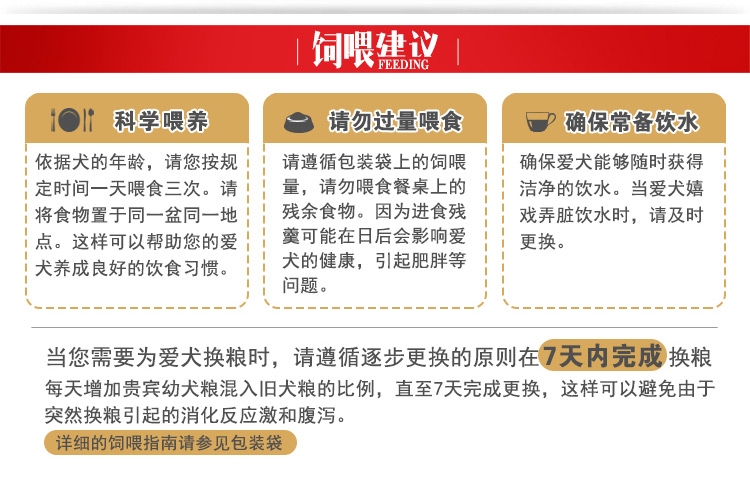 饲喂建议
FEEDING
科学喂养
依据犬的年龄，请您按规
定时间一天喂食三次。请
将食物置于同一盆同一地
点。这样可以帮助您的爱
犬养成良好的饮食习惯。
请勿过量喂食
请遵循包装袋上的饲喂
量，请勿喂食餐桌上的
残余食物。因为进食残
羹可能在日后会影响爱
犬的健康，引起肥胖等
问题。
确保常备饮水
确保爱犬能够随时获得
洁净的饮水。当爱犬嬉
戏弄脏饮水时，请及时
更换。
当您需要为爱犬换粮时，请遵循逐步更换的原则在7天内完成换粮
每天增加贵宾幼犬粮混入旧犬粮的比例，直至7天完成更换，这样可以避免由于
突然换粮引起的消化反应激和腹泻。
详细的饲喂指南请参见包装袋